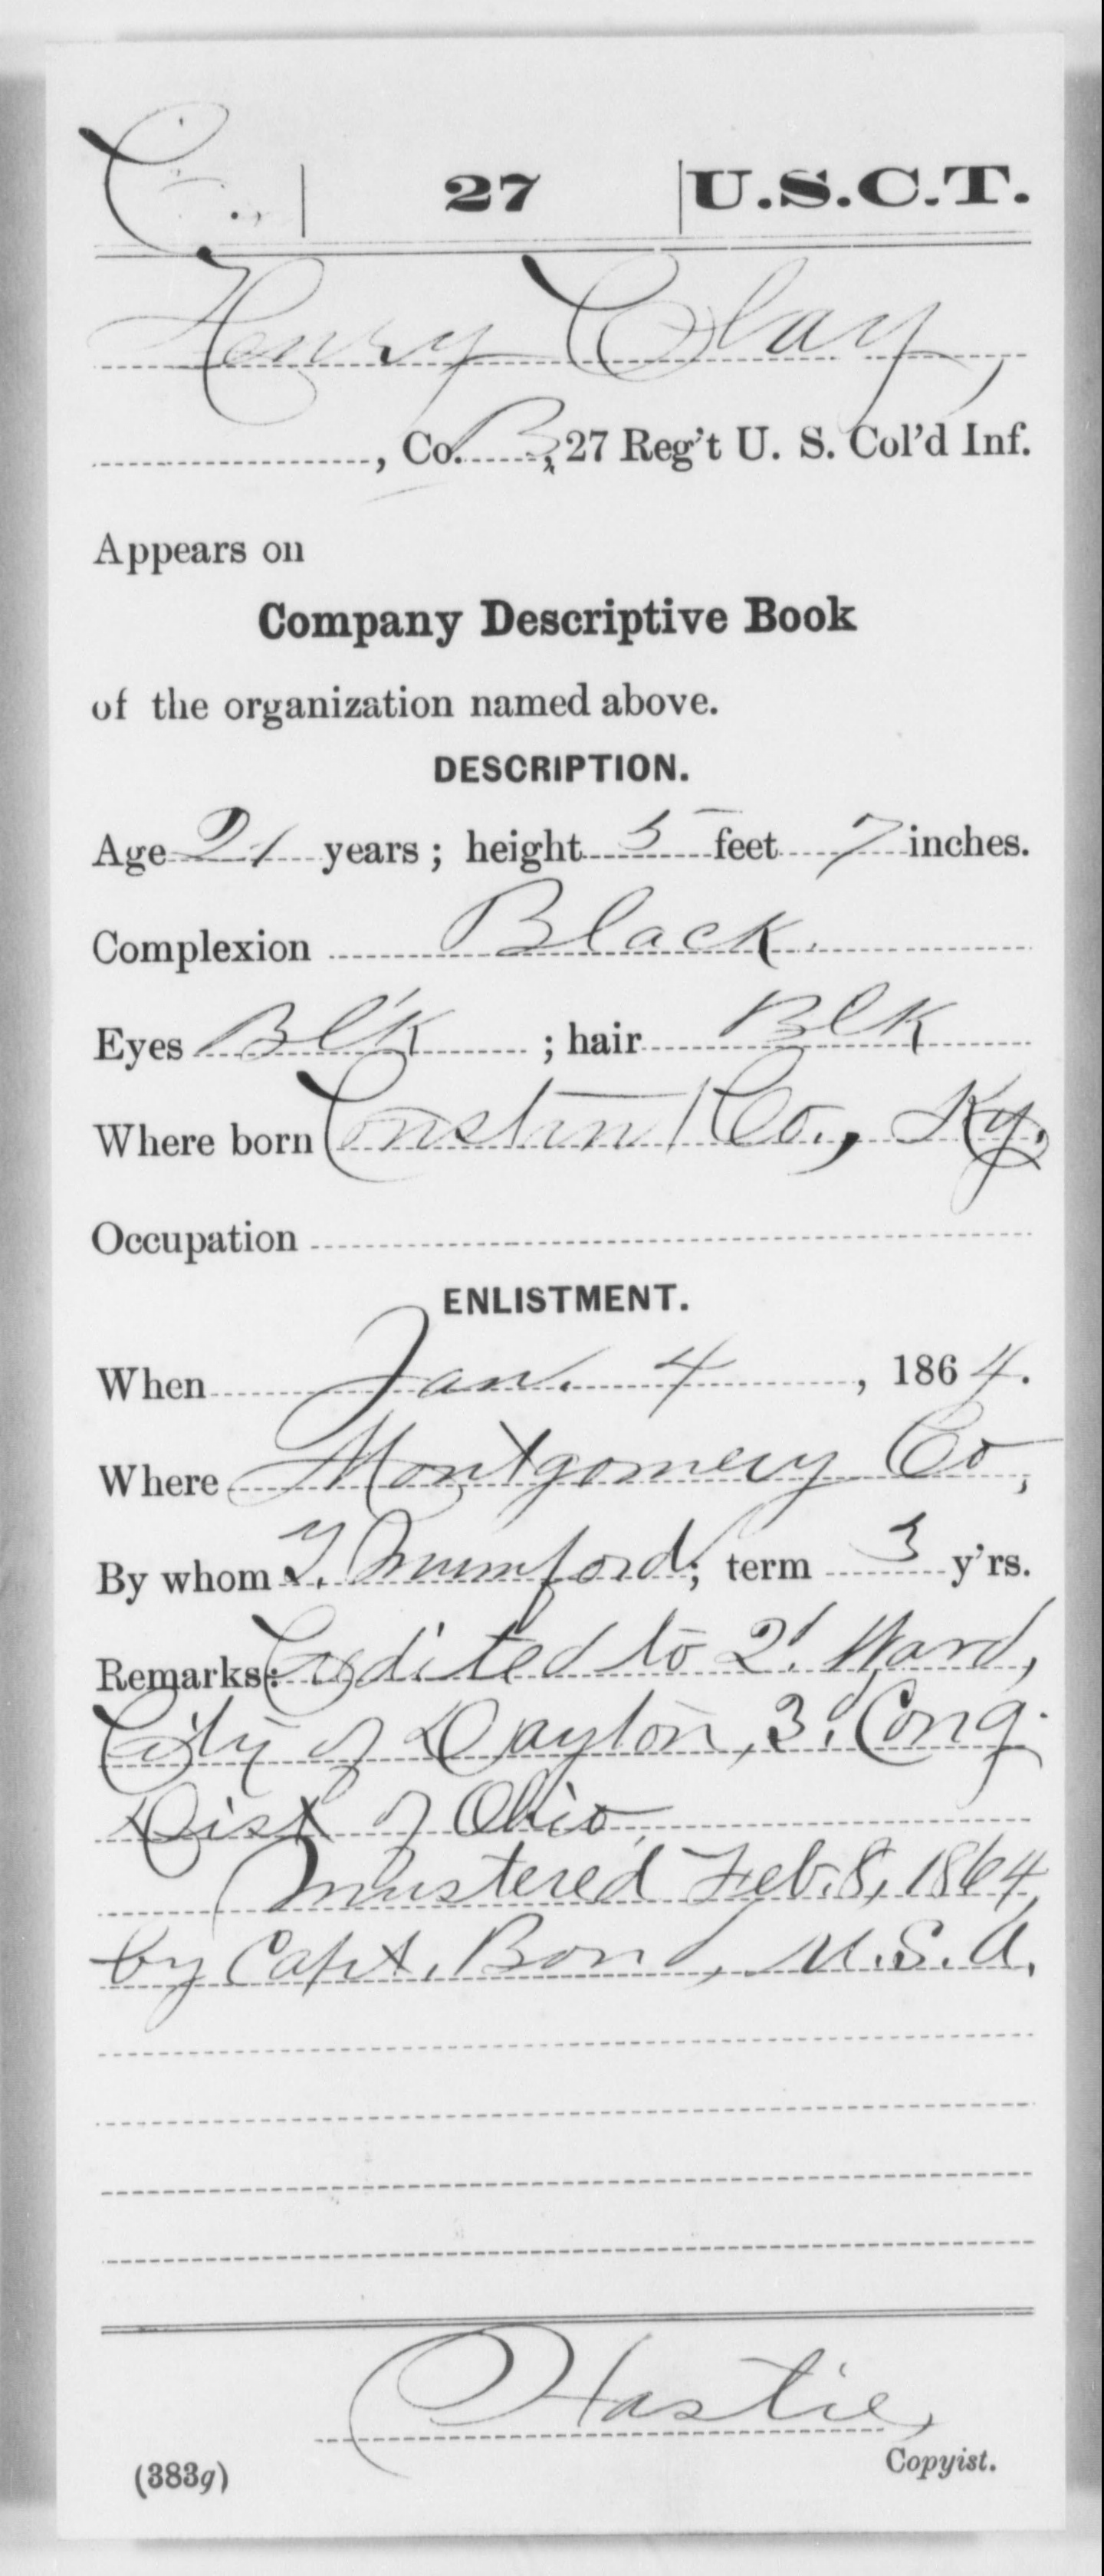 C | 27 | U.S.C.T.
Henry Clay,
, Co. B, 27 Reg't U. S. Col'd Inf.
Appears on
Company Descriptive Book
of the organization named above.
DESCRIPTION.
Age 21 years; height 5 feet 7 inches.
Complexion Black.
Eyes Bl'k ; hair Blk
Where born Co., Ky.
Occupation
ENLISTMENT.
When Jan. 4, 1864.
Where Montgomery Co,
By whom Mumford; term 3 y'rs.
Remarks: Credited to 2d Ward,
City of Dayton, 3d Cong.
Dist of Ohio.
Mustered Feb. 8, 1864,
by Capt. Bond, U.S.A.
Hastie,
Copyist.
(383g)